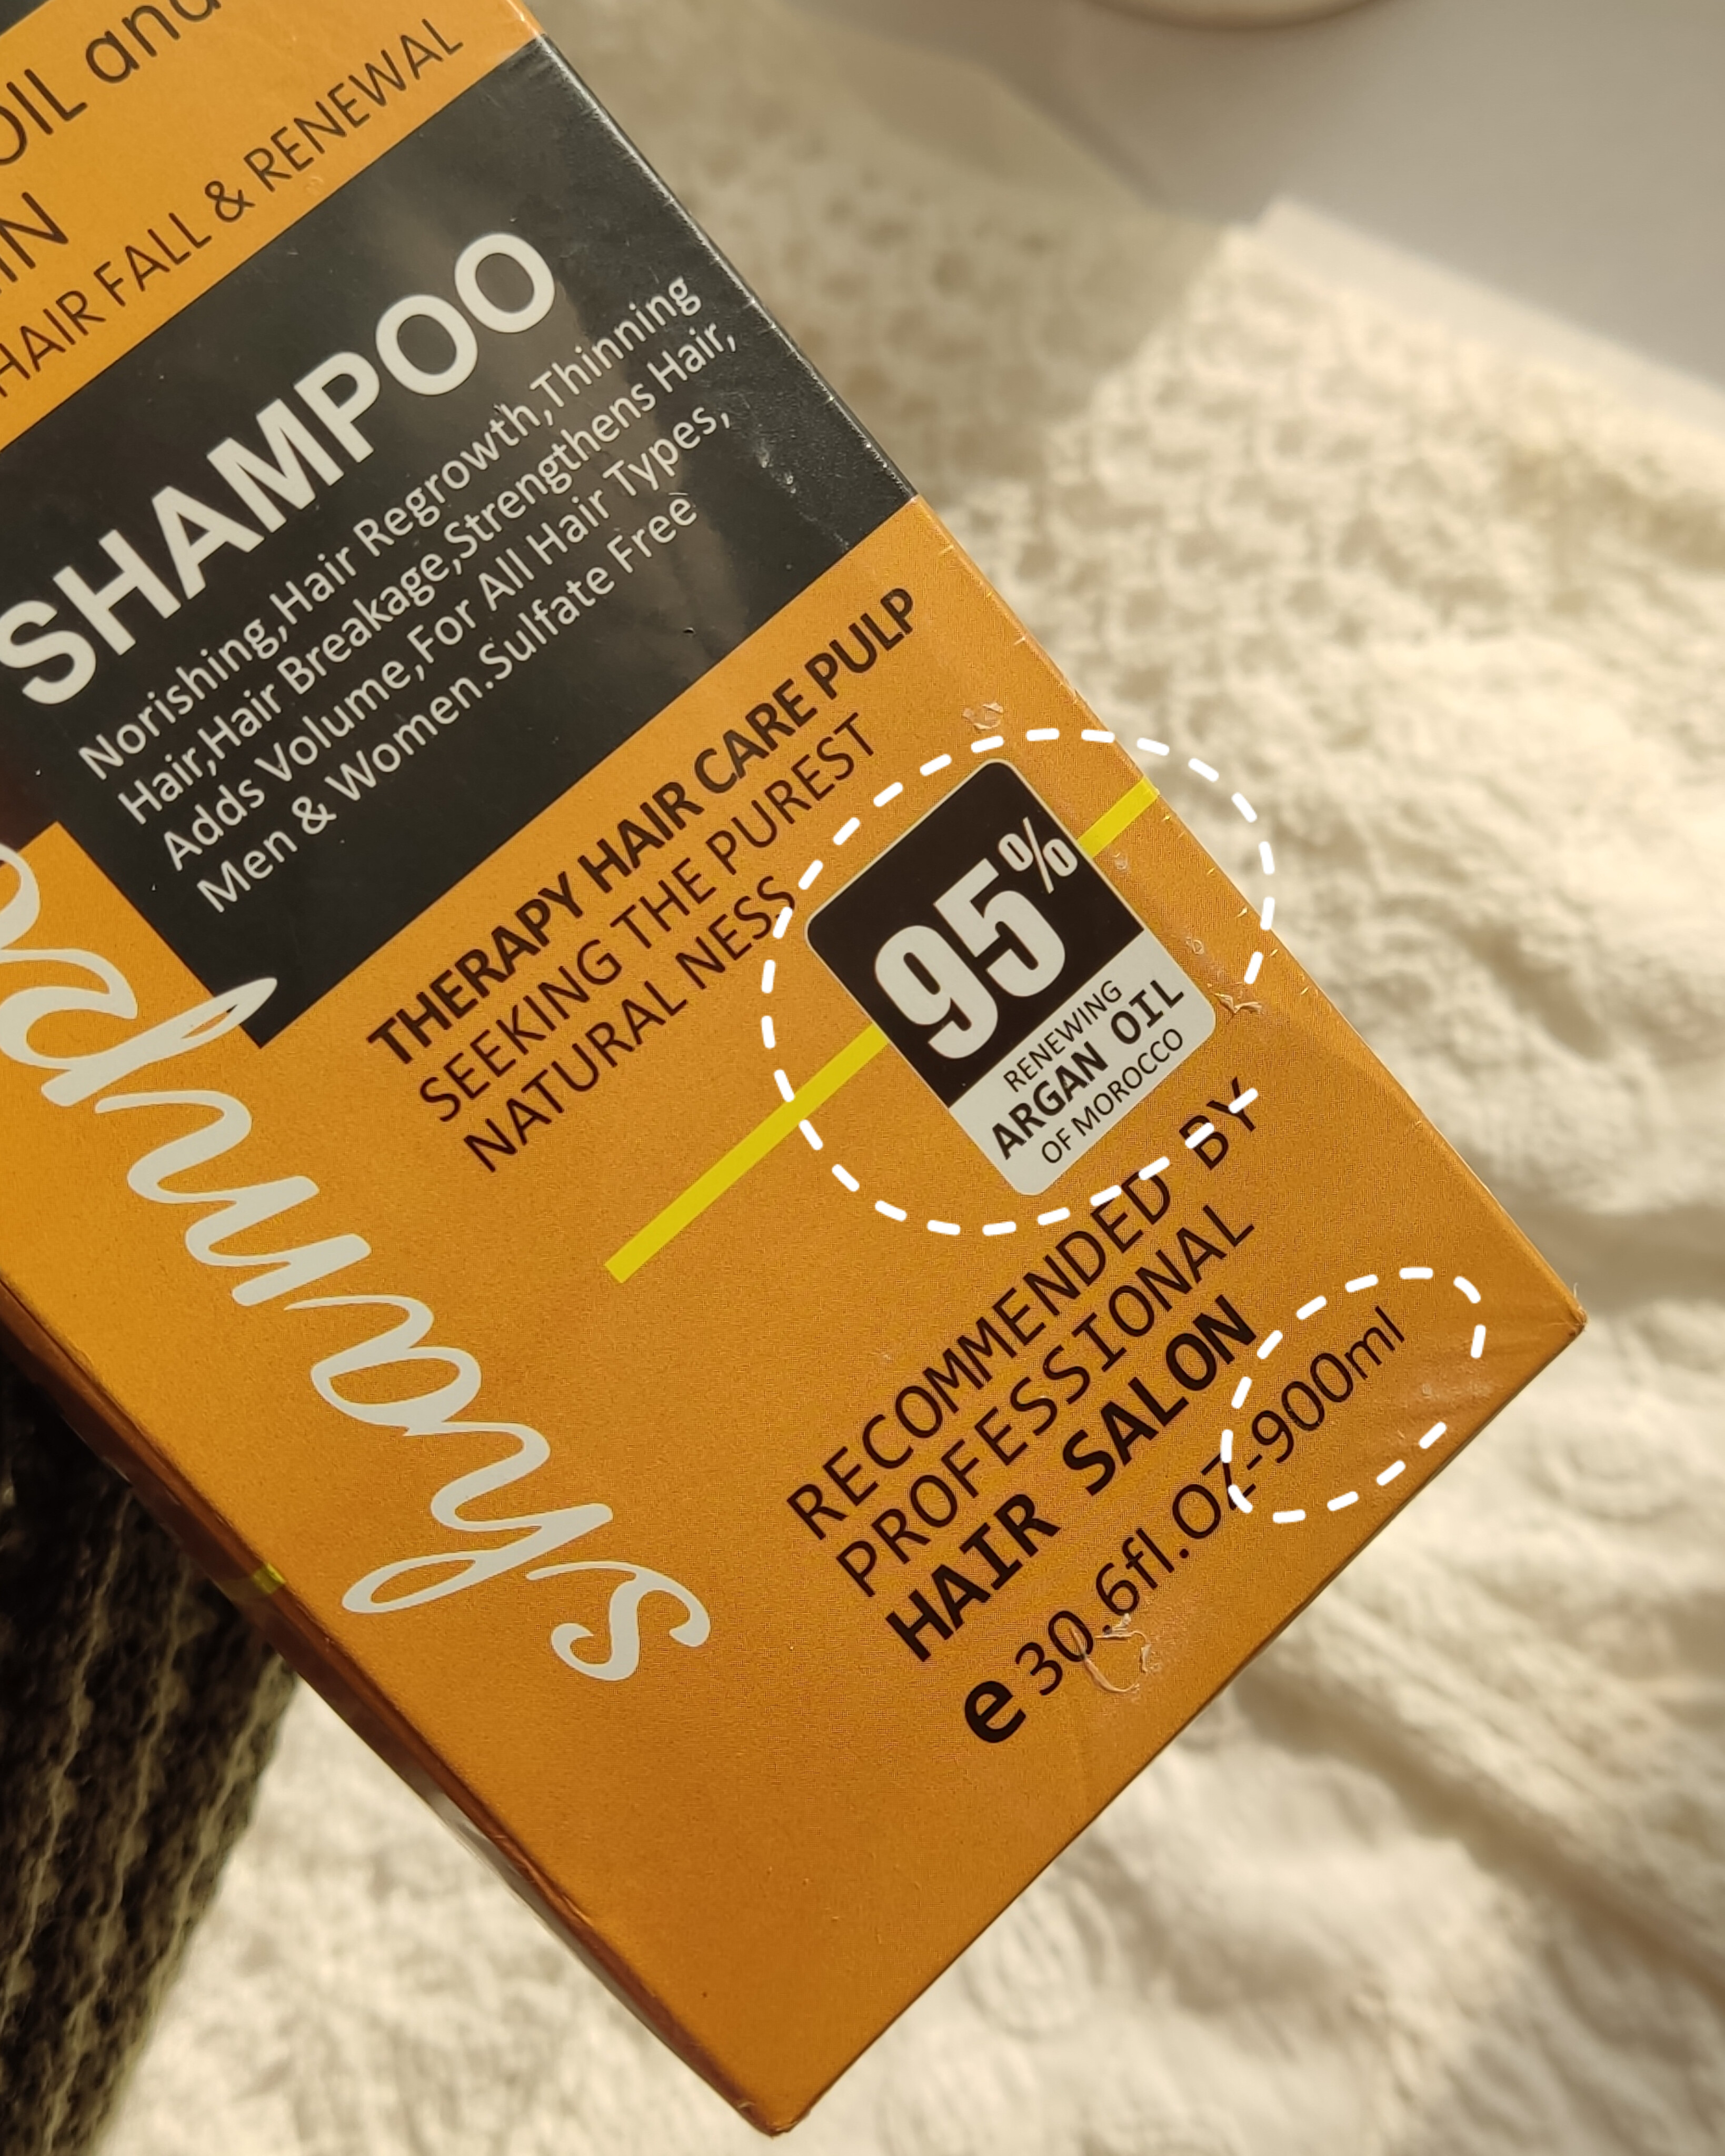 OIL and
HAIR FALL & RENEWAL
SHAMPOO
Norishing,Hair Regrowth,Thinning
Hair,Hair Breakage,Strengthens Hair,
Adds Volume,For All Hair Types,
Men & Women.Sulfate Free
THERAPY HAIR CARE PULP
SEEKING THE PUREST
NATURAL NESS
95%
RENEWING
ARGAN OIL
OF MOROCCO
RECOMMENDED BY
PROFESSIONAL
HAIR SALON
e 30.6fl.OZ-900ml